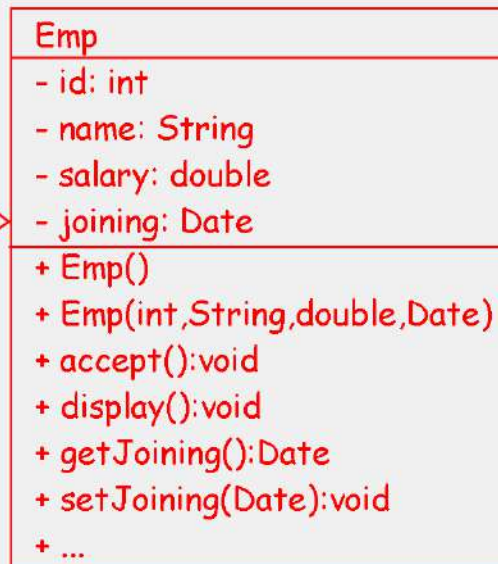 Emp
- id: int
- name: String
- salary: double
- joining: Date
+ Emp()
+ Emp(int,String,double,Date)
+ accept():void
+ display():void
+ getJoining():Date
+ setJoining(Date):void
+ ...